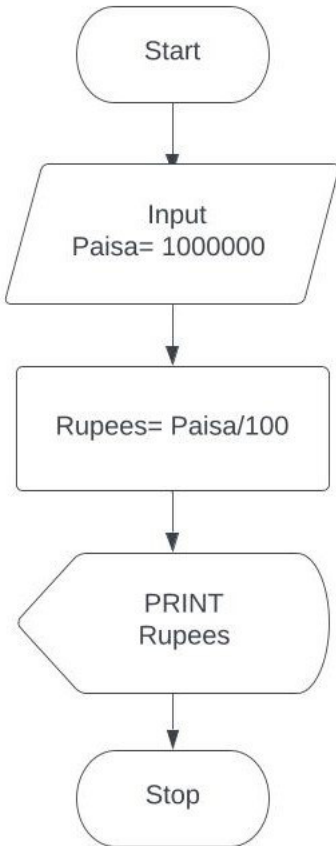 Start
Input
Paisa= 1000000
Rupees= Paisa/100
PRINT
Rupees
Stop